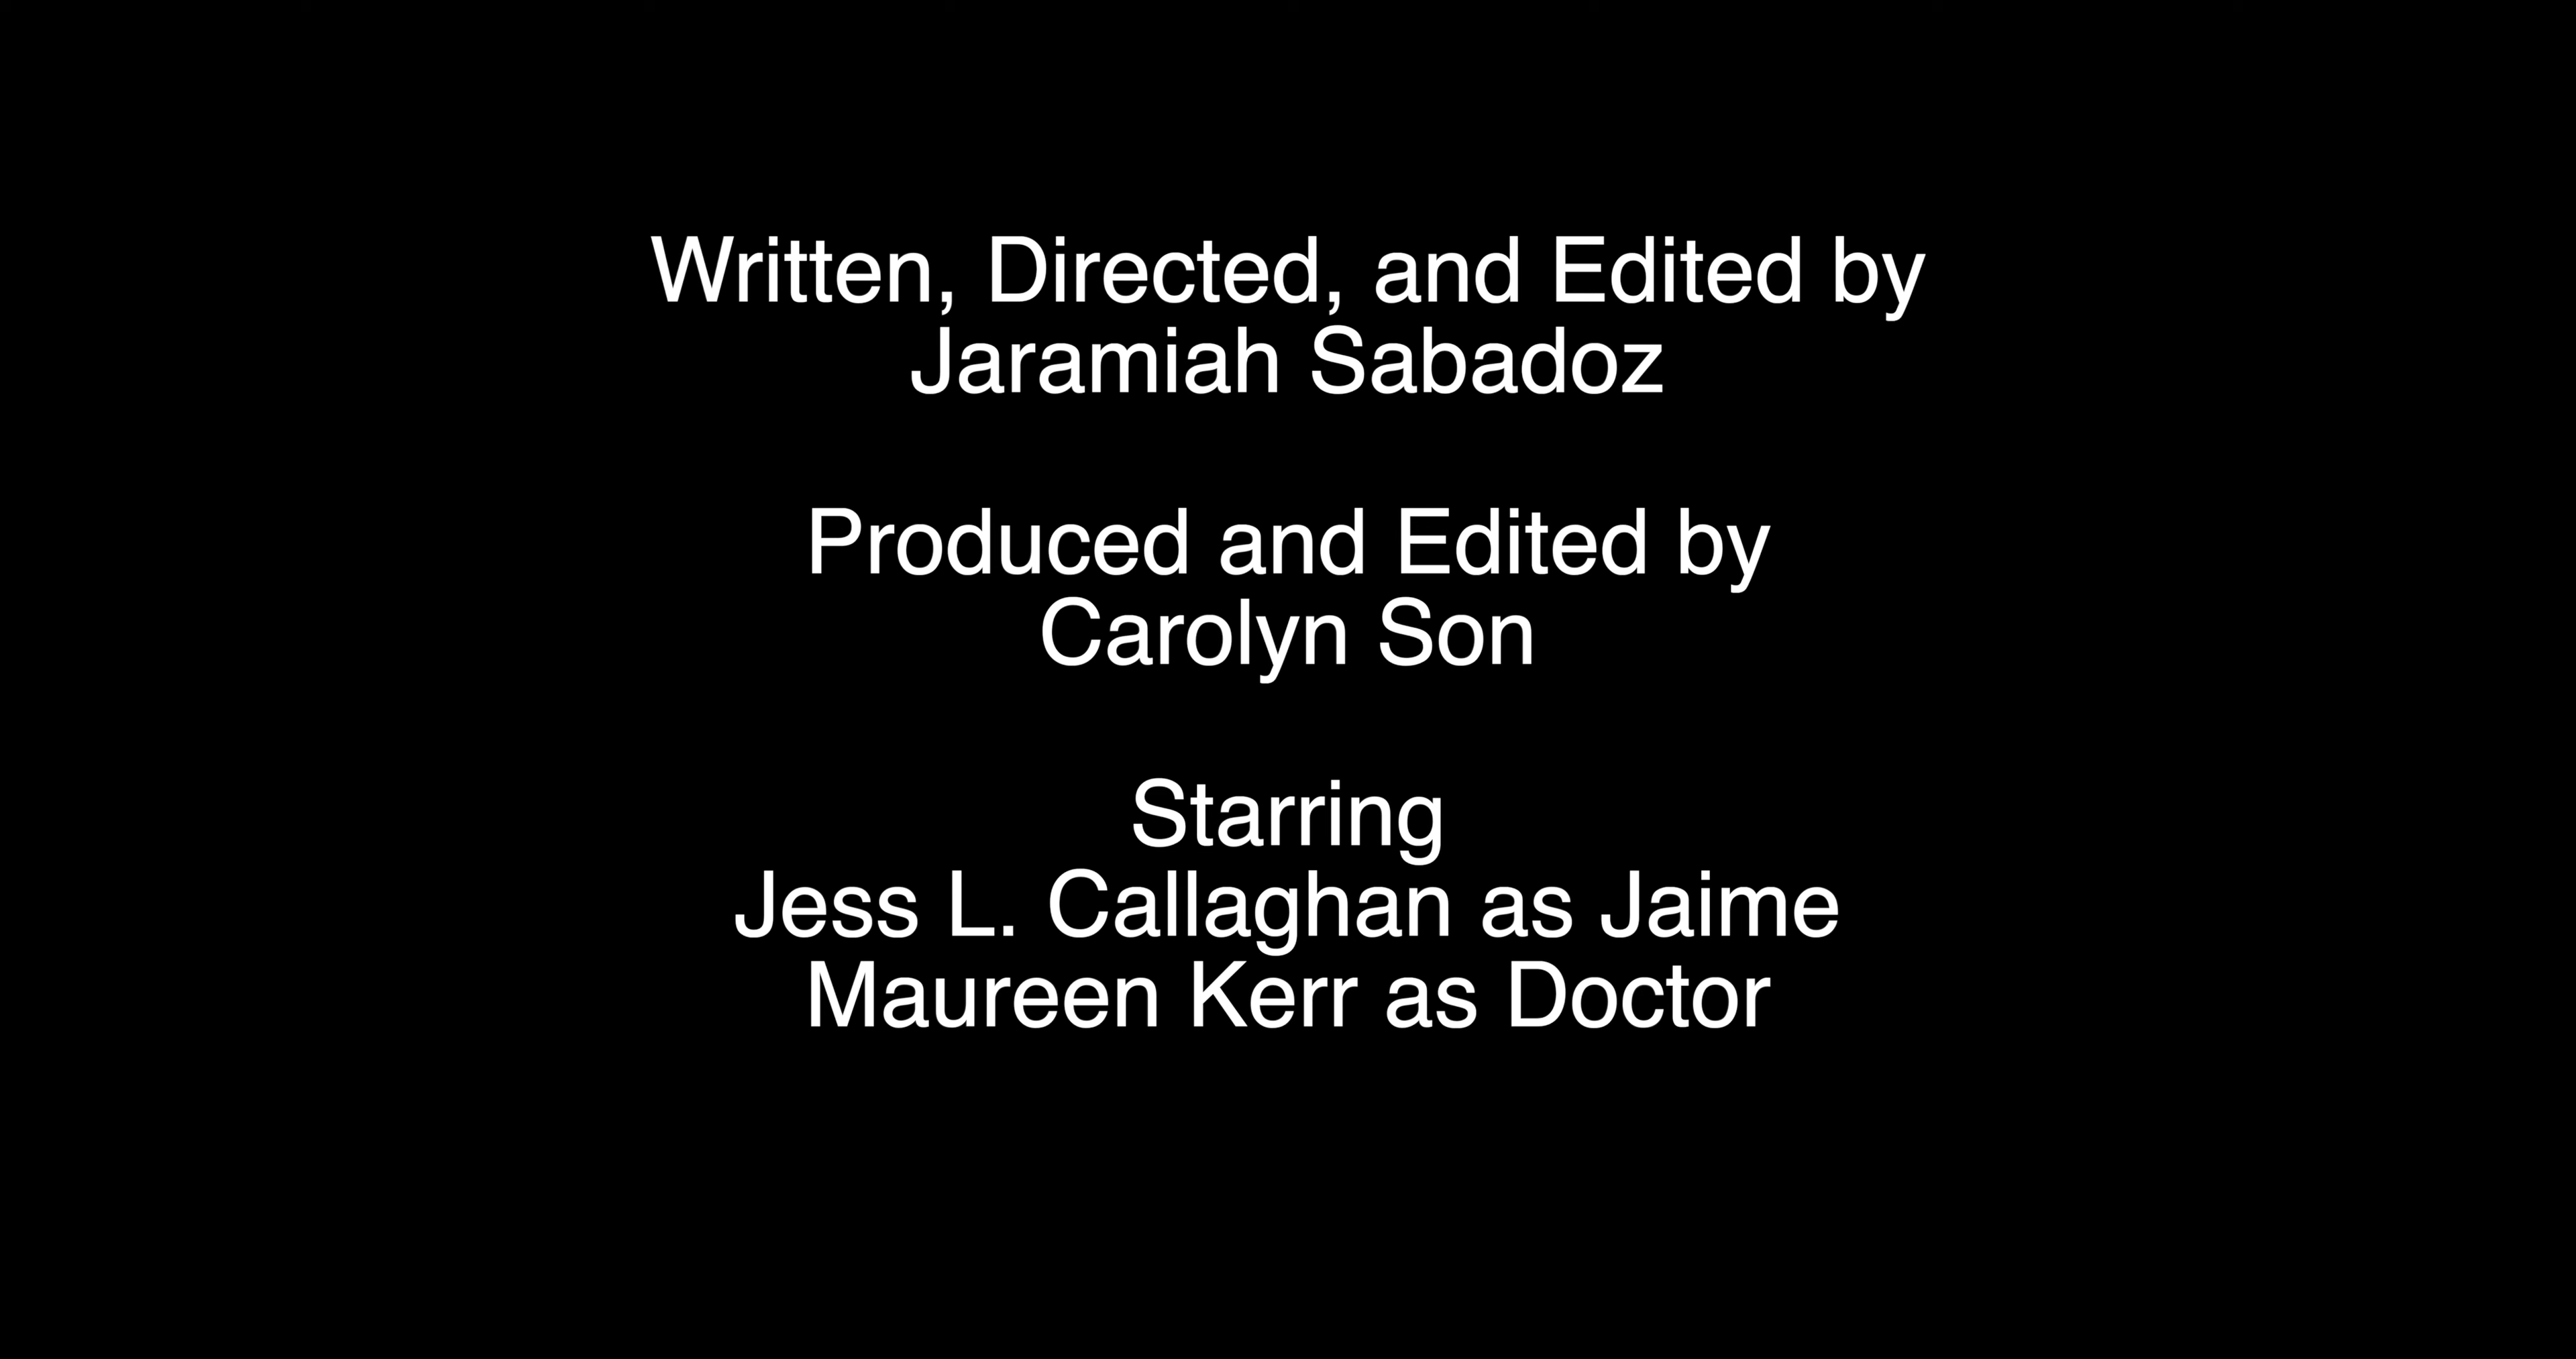 Written, Directed, and Edited by
Jaramiah Sabadoz
Produced and Edited by
Carolyn Son
Starring
Jess L. Callaghan as Jaime
Maureen Kerr as Doctor